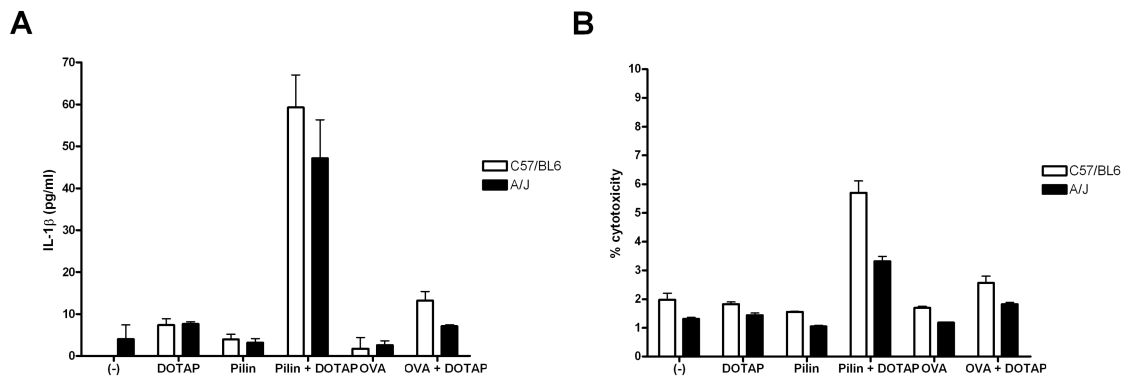 A
IL-1β (pg/ml)
70
60
50
40
30
20
10
0
(-) DOTAP Pilin Pilin + DOTAP OVA OVA + DOTAP
C57/BL6
A/J
B
% cytotoxicity
10
9
8
7
6
5
4
3
2
1
0
(-) DOTAP Pilin Pilin + DOTAP OVA OVA + DOTAP
C57/BL6
A/J